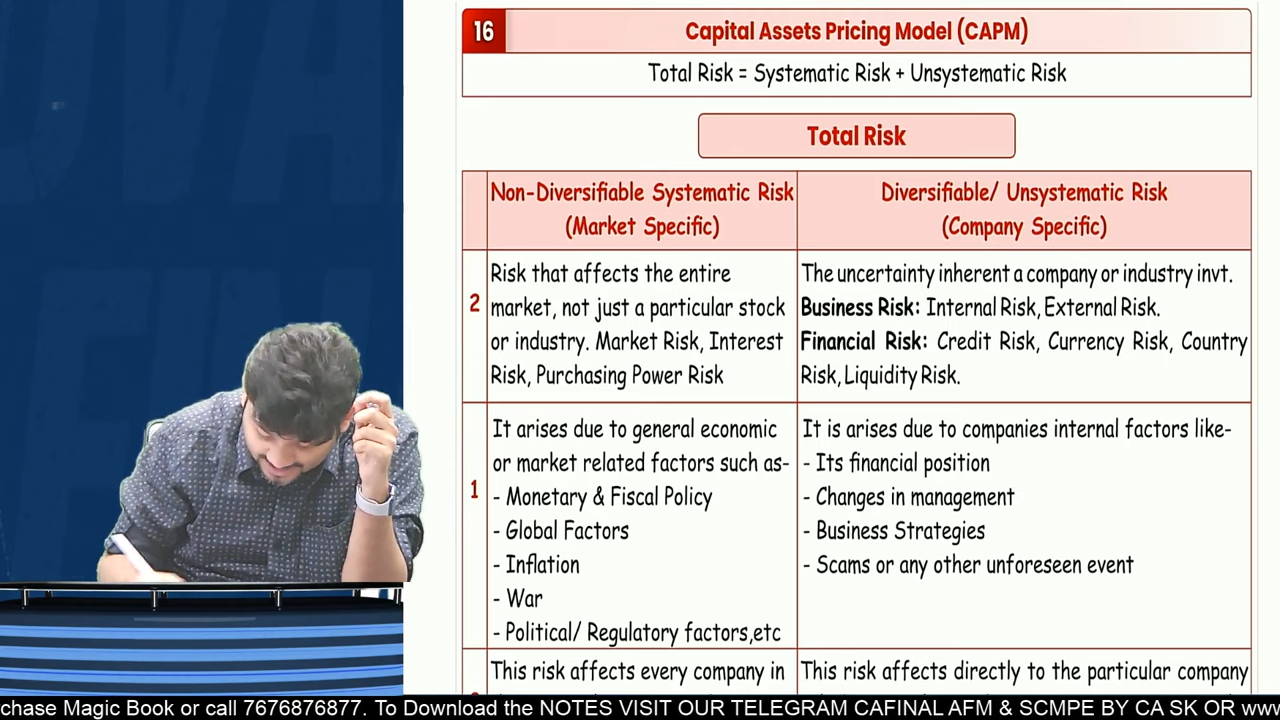 16
Capital Assets Pricing Model (CAPM)
Total Risk = Systematic Risk + Unsystematic Risk
Total Risk
Non-Diversifiable Systematic Risk
(Market Specific)
Diversifiable/ Unsystematic Risk
(Company Specific)
2
Risk that affects the entire
market, not just a particular stock
or industry. Market Risk, Interest
Risk, Purchasing Power Risk
The uncertainty inherent a company or industry invt.
Business Risk: Internal Risk, External Risk.
Financial Risk: Credit Risk, Currency Risk, Country
Risk, Liquidity Risk.
1
It arises due to general economic
or market related factors such as-
- Monetary & Fiscal Policy
- Global Factors
- Inflation
- War
- Political/ Regulatory factors,etc
It is arises due to companies internal factors like-
- Its financial position
- Changes in management
- Business Strategies
- Scams or any other unforeseen event
This risk affects every company in
This risk affects directly to the particular company
chase Magic Book or call 7676876877. To Download the NOTES VISIT OUR TELEGRAM CAFINAL AFM & SCMPE BY CA SK OR www